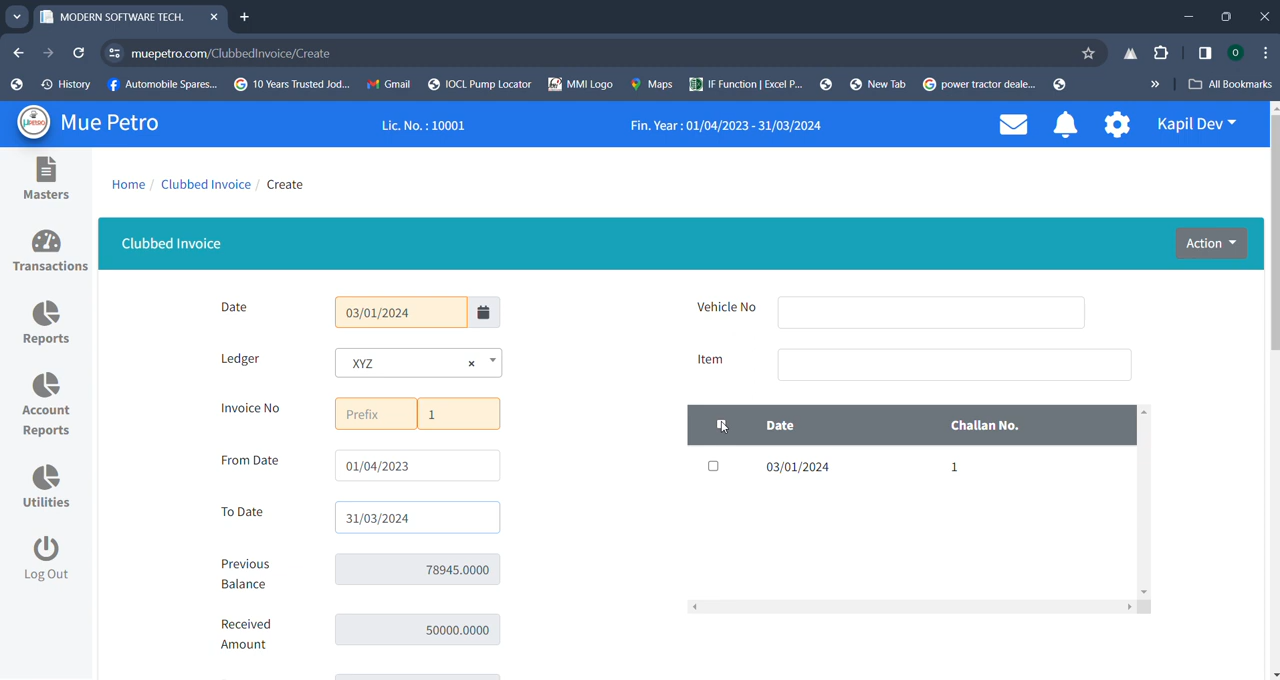 MODERN SOFTWARE TECH.
muepetro.com/ClubbedInvoice/Create
O
History
Automobile Spares...
10 Years Trusted Jod...
Gmail
IOCL Pump Locator
MMI Logo
Maps
IF Function | Excel P...
New Tab
power tractor deale...
»
All Bookmarks
Mue Petro
Lic. No. : 10001
Fin. Year : 01/04/2023 - 31/03/2024
Kapil Dev
Masters
Transactions
Reports
Account
Reports
Utilities
Log Out
Home / Clubbed Invoice / Create
Clubbed Invoice
Action
Date
03/01/2024
Ledger
XYZ
×
Invoice No
Prefix
1
From Date
01/04/2023
To Date
31/03/2024
Previous
Balance
78945.0000
Received
Amount
50000.0000
Vehicle No
Item
Date
Challan No.
03/01/2024
1